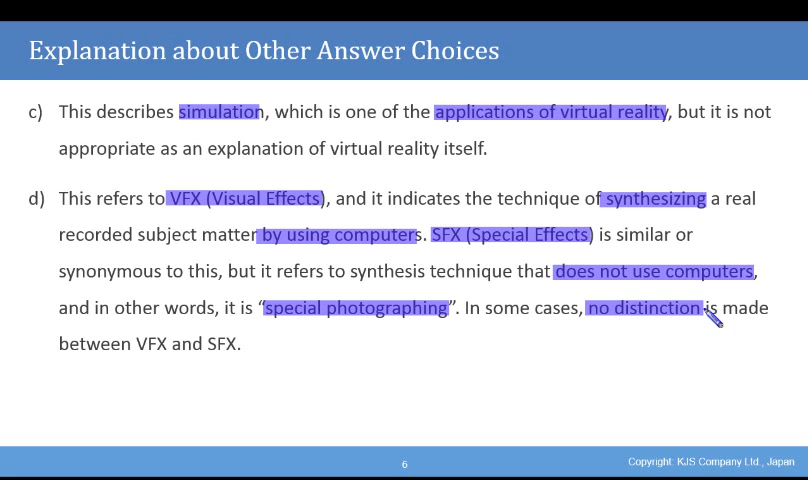 Explanation about Other Answer Choices
c) This describes simulation, which is one of the applications of virtual reality, but it is not
appropriate as an explanation of virtual reality itself.
d) This refers to VFX (Visual Effects), and it indicates the technique of synthesizing a real
recorded subject matter by using computers. SFX (Special Effects) is similar or
synonymous to this, but it refers to synthesis technique that does not use computers,
and in other words, it is “special photographing”. In some cases, no distinction is made
between VFX and SFX.
6
Copyright: KJS Company Ltd., Japan